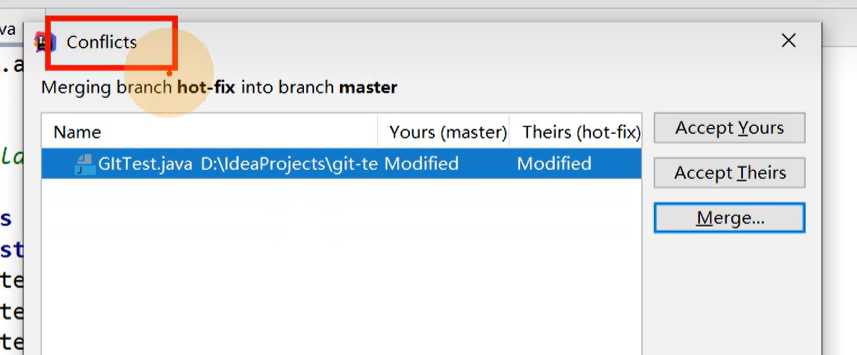 va
Conflicts
.a
Merging branch hot-fix into branch master
Name Yours (master) Theirs (hot-fix)
Accept Yours
GItTest.java D:\IdeaProjects\git-te Modified Modified
la
Accept Theirs
Merge...
s
st
te
te
te